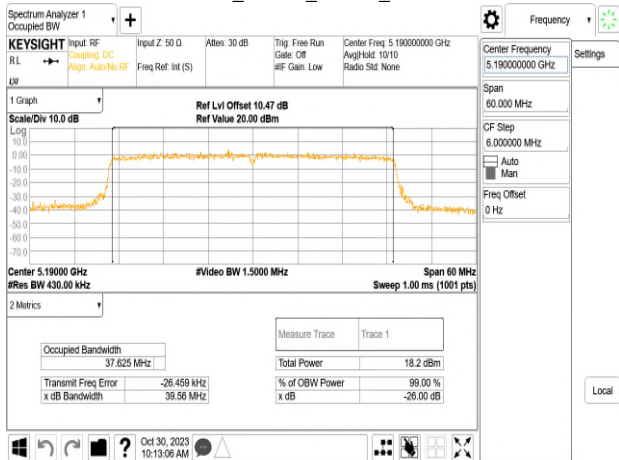 Spectrum Analyzer 1
Occupied BW
+
Frequency
KEYSIGHT
Input: RF
Coupling: DC
Align: Auto/No RF
Input Z: 50 Ω
Freq Ref: Int (S)
Atten: 30 dB
Trig: Free Run
Gate: Off
#IF Gain: Low
Center Freq: 5.190000000 GHz
Avg|Hold: 10/10
Radio Std: None
RL
LXI
Center Frequency
5.190000000 GHz
Settings
Span
60.000 MHz
CF Step
6.000000 MHz
Auto
Man
Freq Offset
0 Hz
1 Graph
Scale/Div 10.0 dB
Ref Lvl Offset 10.47 dB
Ref Value 20.00 dBm
Log
10.0
0.00
-10.0
-20.0
-30.0
-40.0
-50.0
-60.0
-70.0
Center 5.19000 GHz
#Video BW 1.5000 MHz
Span 60 MHz
#Res BW 430.00 kHz
Sweep 1.00 ms (1001 pts)
2 Metrics
Measure Trace Trace 1
Occupied Bandwidth
37.625 MHz
Total Power 18.2 dBm
Transmit Freq Error -26.459 kHz
% of OBW Power 99.00 %
x dB Bandwidth 39.56 MHz
x dB -26.00 dB
Local
?
Oct 30, 2023
10:13:06 AM